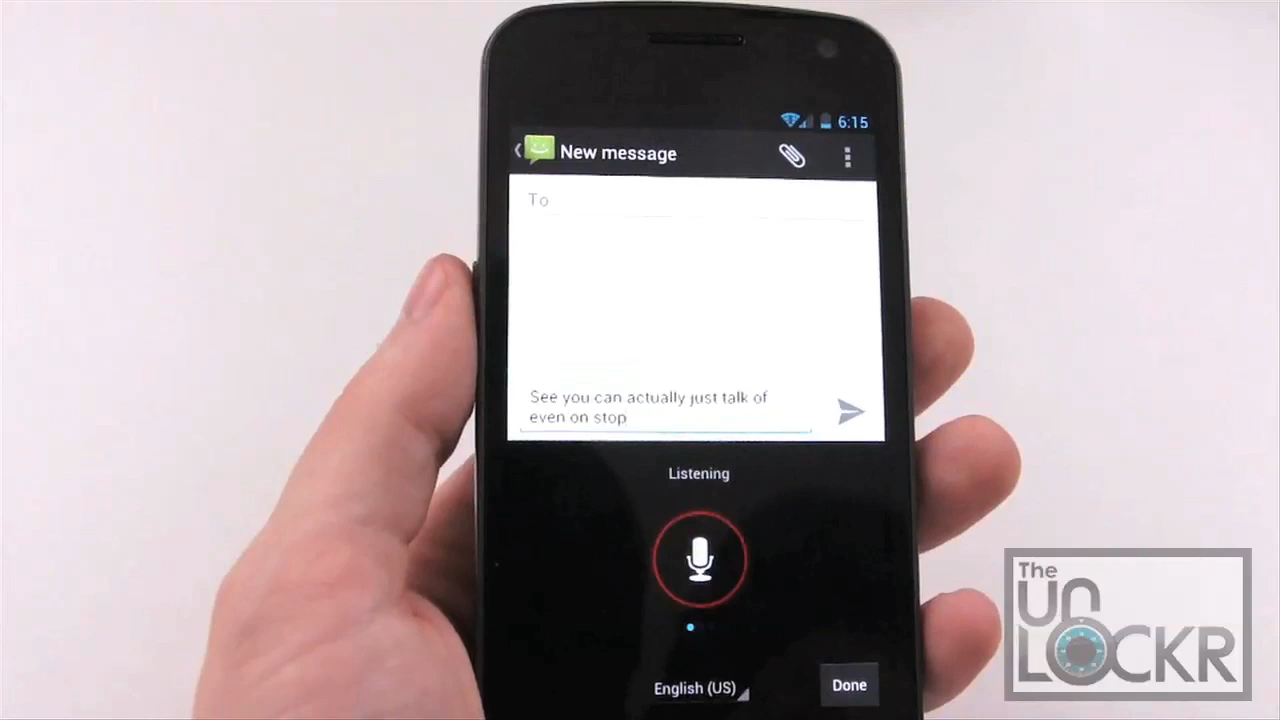 6:15
New message
To
See you can actually just talk of
even on stop
Listening
English (US)
Done
The
UNLOCKR